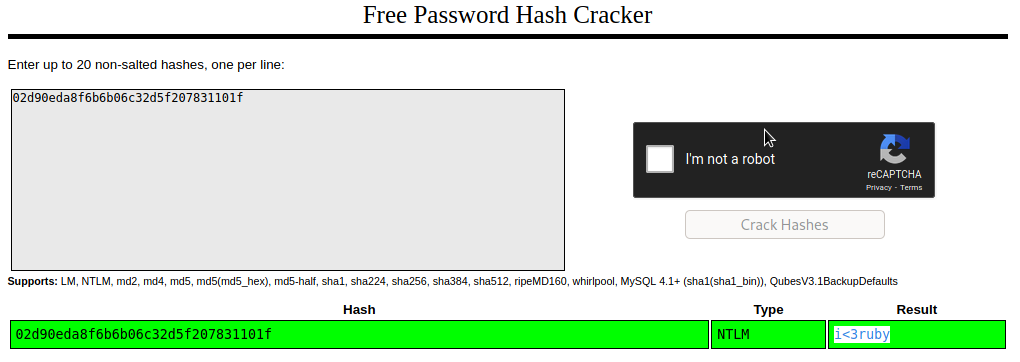 Free Password Hash Cracker
Enter up to 20 non-salted hashes, one per line:
02d90eda8f6b6b06c32d5f207831101f
I'm not a robot
reCAPTCHA
Privacy - Terms
Crack Hashes
Supports: LM, NTLM, md2, md4, md5, md5(md5_hex), md5-half, sha1, sha224, sha256, sha384, sha512, ripeMD160, whirlpool, MySQL 4.1+ (sha1(sha1_bin)), QubesV3.1BackupDefaults
Hash Type Result
02d90eda8f6b6b06c32d5f207831101f NTLM i<3ruby